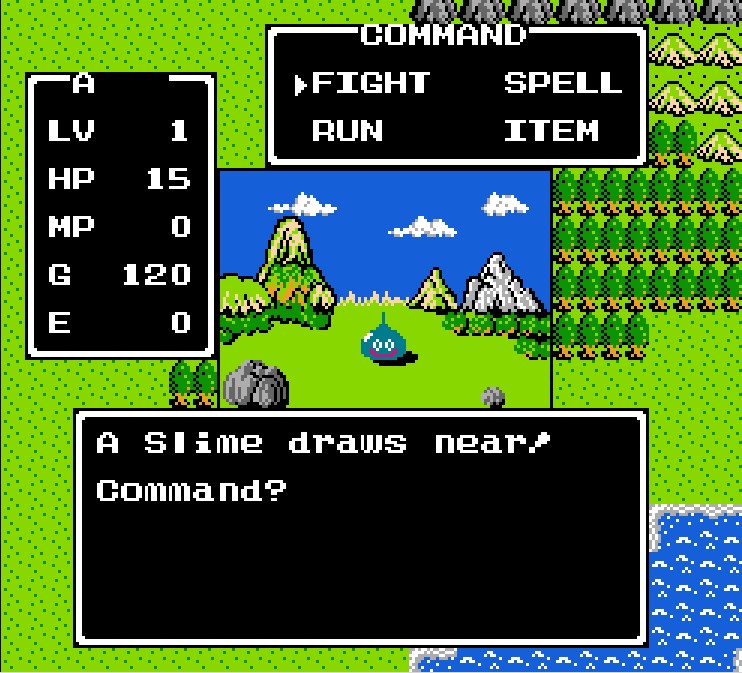 COMMAND
▶FIGHT SPELL
RUN ITEM
A
LV 1
HP 15
MP 0
G 120
E 0
A Slime draws near!
Command?